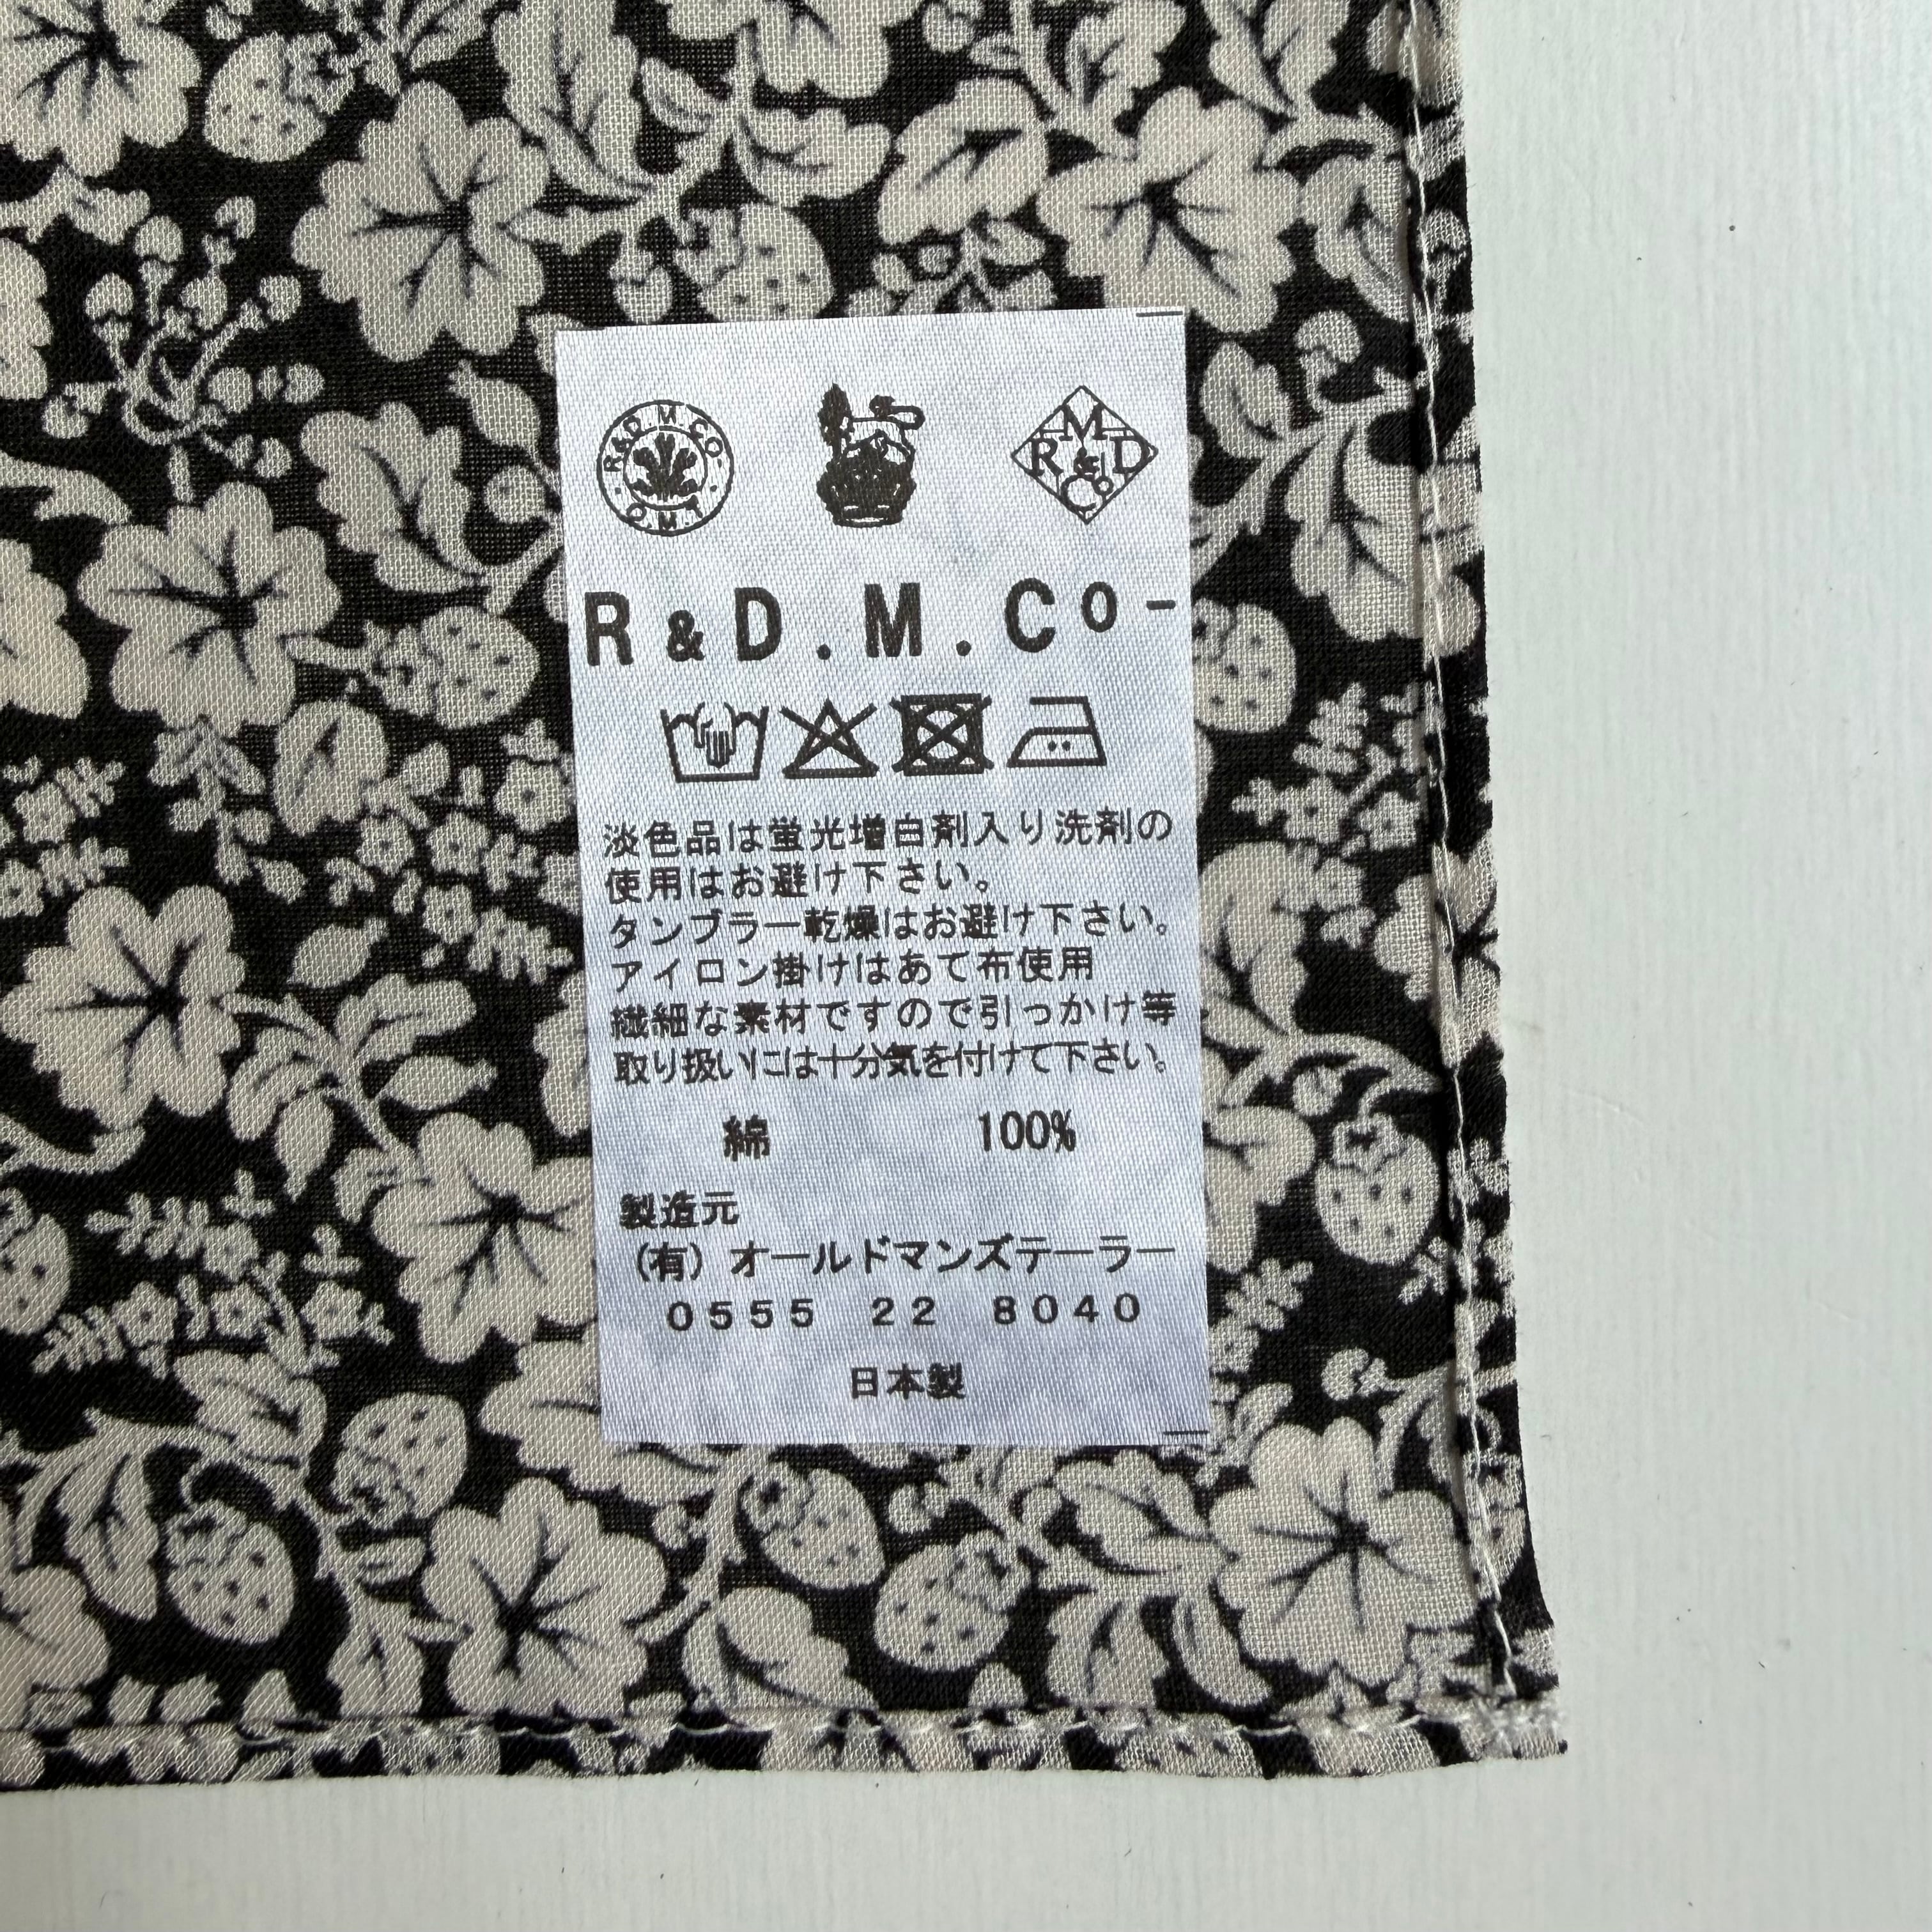 R&D.M.CO-
O.M.T
M
R&D
Co
R&D.M.Co-
淡色品は蛍光増白剤入り洗剤の
使用はお避け下さい。
タンブラー乾燥はお避け下さい。
アイロン掛けはあて布使用
繊細な素材ですので引っかけ等
取り扱いには十分気を付けて下さい。
綿 100%
製造元
(有)オールドマンズテーラー
0555 22 8040
日本製